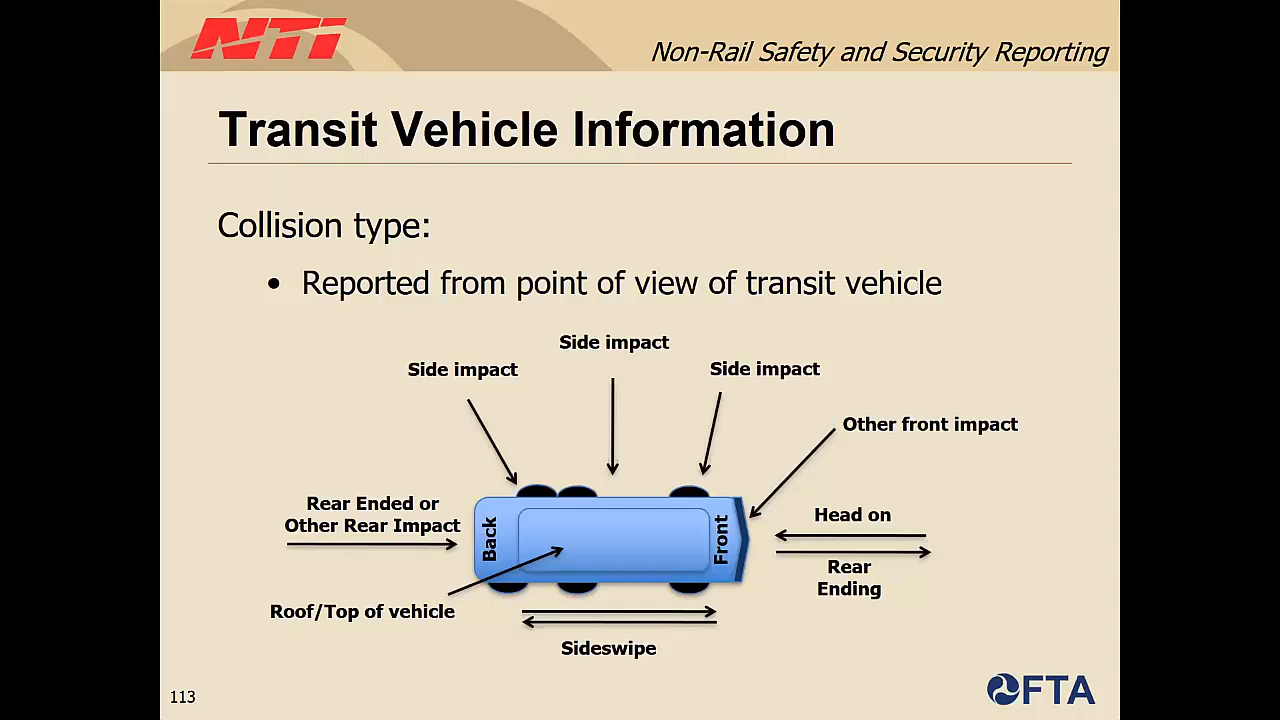 NTI
Non-Rail Safety and Security Reporting
Transit Vehicle Information
Collision type:
• Reported from point of view of transit vehicle
Side impact
Side impact
Side impact
Other front impact
Rear Ended or
Other Rear Impact
Back
Front
Head on
Rear
Ending
Roof/Top of vehicle
Sideswipe
113
FTA